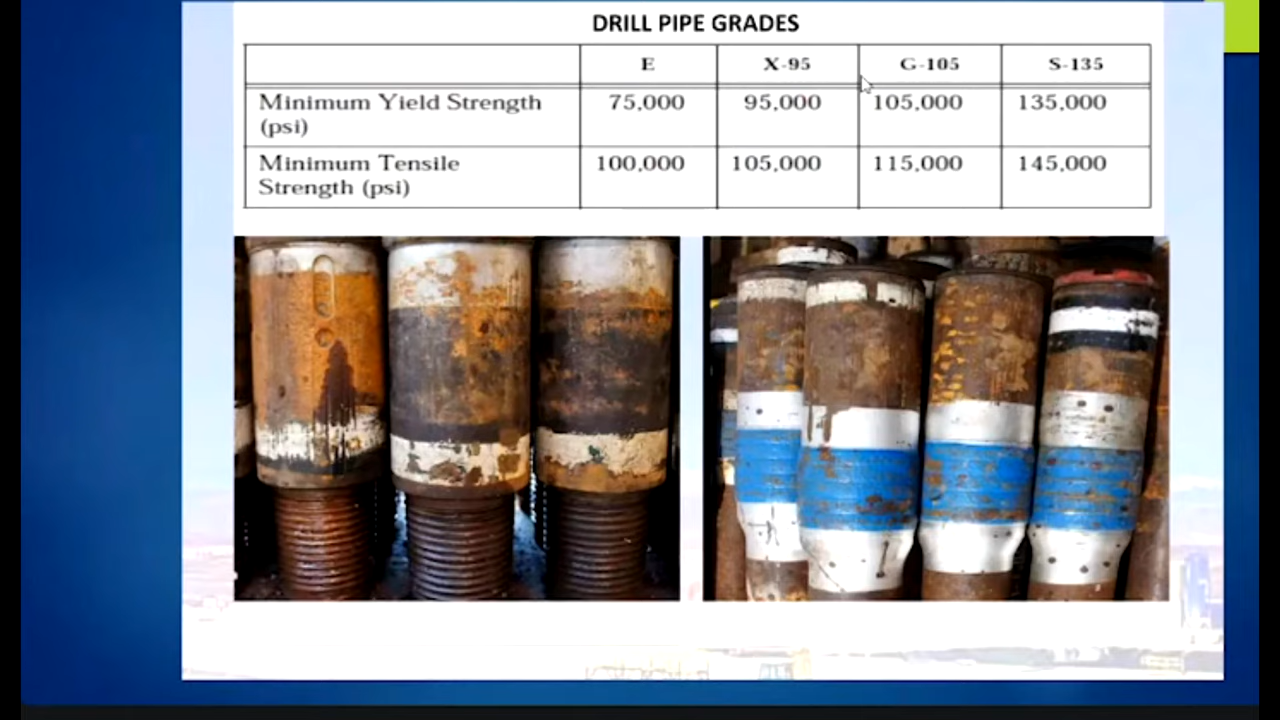 DRILL PIPE GRADES
E X-95 G-105 S-135
Minimum Yield Strength 75,000 95,000 105,000 135,000
(psi)
Minimum Tensile 100,000 105,000 115,000 145,000
Strength (psi)